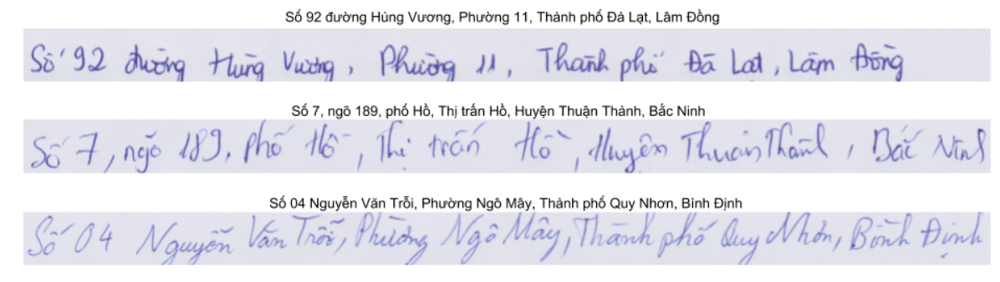 Số 92 đường Hùng Vương, Phường 11, Thành phố Đà Lạt, Lâm Đồng
Số 92 đường Hùng Vương, Phường 11, Thành phố Đà Lạt, Lâm Đồng
Số 7, ngõ 189, phố Hồ, Thị trấn Hồ, Huyện Thuận Thành, Bắc Ninh
Số 7, ngõ 189, phố Hồ, Thị trấn Hồ, Huyện Thuận Thành, Bắc Ninh
Số 04 Nguyễn Văn Trỗi, Phường Ngô Mây, Thành phố Quy Nhơn, Bình Định
Số 04 Nguyễn Văn Trỗi, Phường Ngô Mây, Thành phố Quy Nhơn, Bình Định